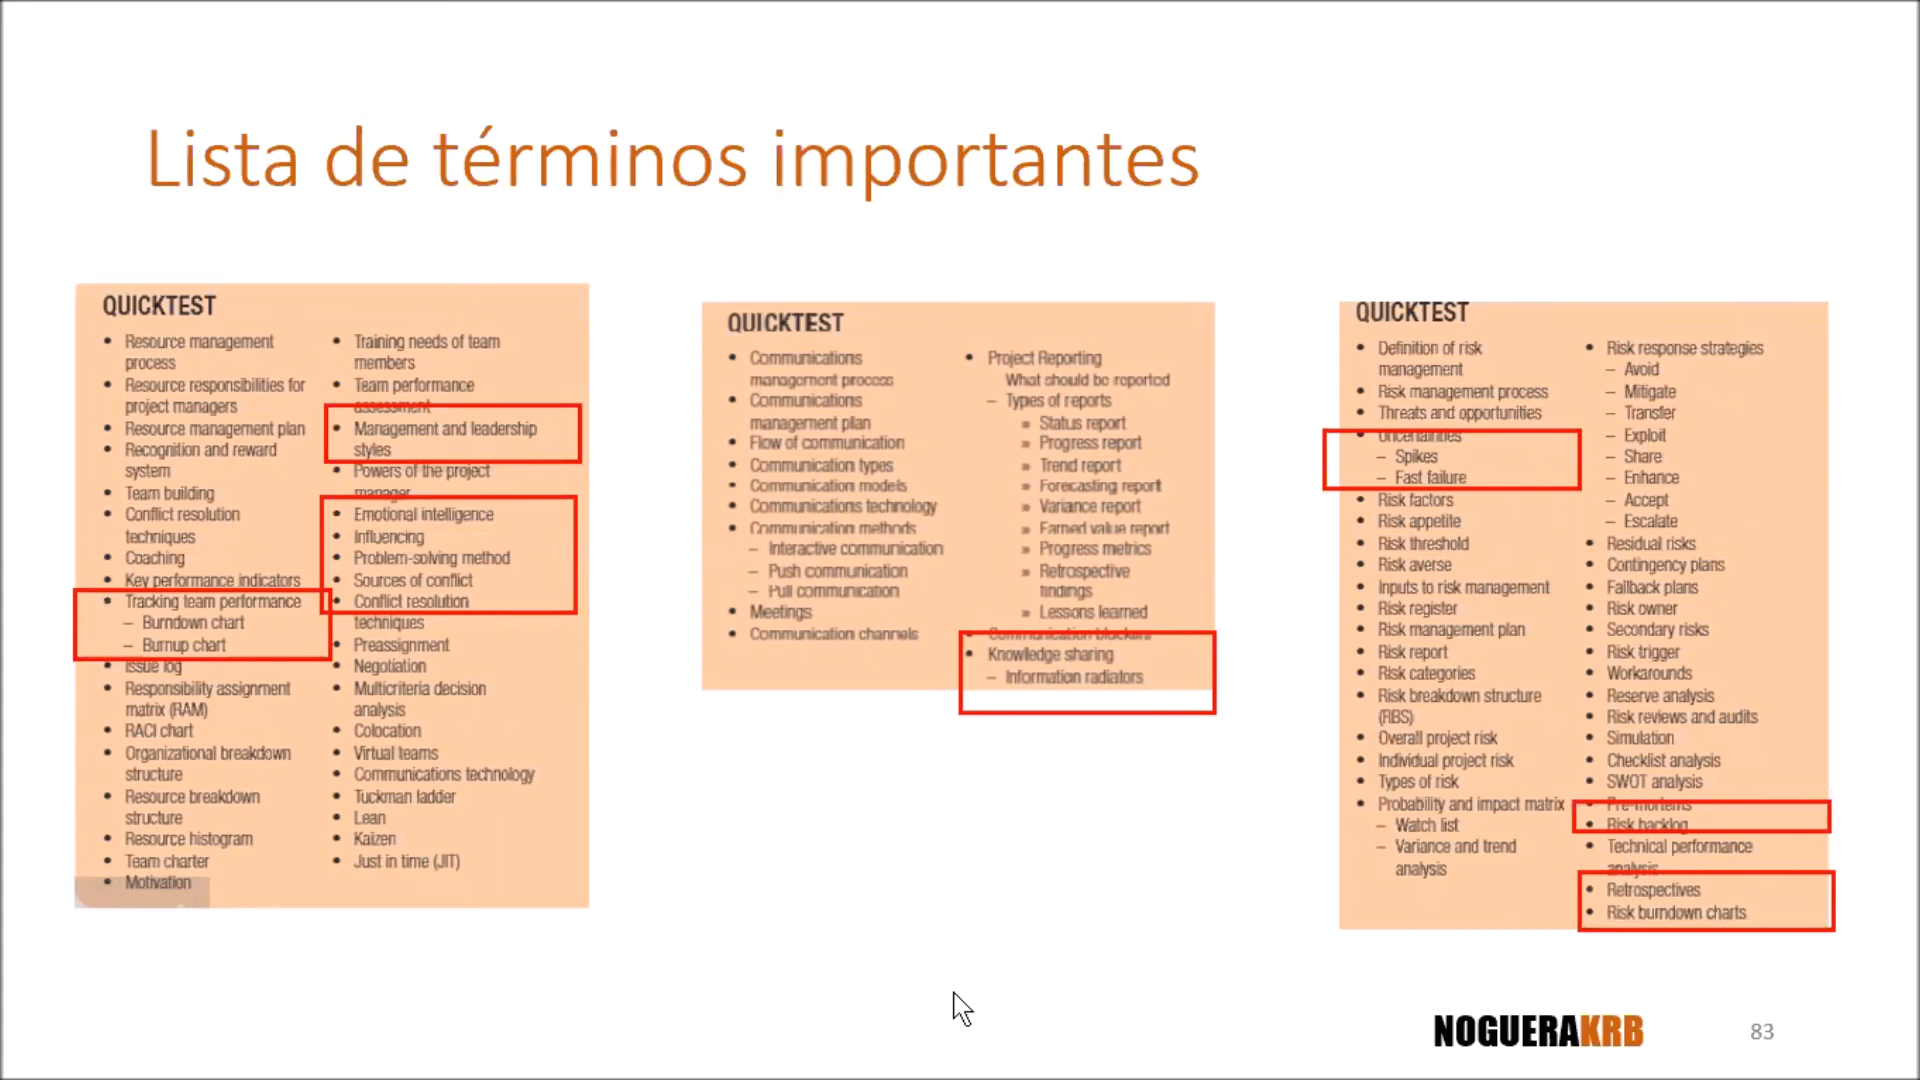 Lista de términos importantes
QUICKTEST
• Resource management
process
• Resource responsibilities for
project managers
• Resource management plan
• Recognition and reward
system
• Team building
• Conflict resolution
techniques
• Coaching
• Key performance indicators
• Tracking team performance
– Burndown chart
– Burnup chart
• Issue log
• Responsibility assignment
matrix (RAM)
• RACI chart
• Organizational breakdown
structure
• Resource breakdown
structure
• Resource histogram
• Team charter
• Motivation
• Training needs of team
members
• Team performance
assessment
• Management and leadership
styles
• Powers of the project
manager
• Emotional intelligence
• Influencing
• Problem-solving method
• Sources of conflict
• Conflict resolution
techniques
• Preassignment
• Negotiation
• Multicriteria decision
analysis
• Colocation
• Virtual teams
• Communications technology
• Tuckman ladder
• Lean
• Kaizen
• Just in time (JIT)
QUICKTEST
• Communications
management process
• Communications
management plan
• Flow of communication
• Communication types
• Communication models
• Communications technology
• Communication methods
– Interactive communication
– Push communication
– Pull communication
• Meetings
• Communication channels
• Project Reporting
What should be reported
– Types of reports
» Status report
» Progress report
» Trend report
» Forecasting report
» Variance report
» Earned value report
» Progress metrics
» Retrospective
findings
» Lessons learned
• Communication blockers
• Knowledge sharing
– Information radiators
QUICKTEST
• Definition of risk
management
• Risk management process
• Threats and opportunities
• Uncertainties
– Spikes
– Fast failure
• Risk factors
• Risk appetite
• Risk threshold
• Risk averse
• Inputs to risk management
• Risk register
• Risk management plan
• Risk report
• Risk categories
• Risk breakdown structure
(RBS)
• Overall project risk
• Individual project risk
• Types of risk
• Probability and impact matrix
– Watch list
– Variance and trend
analysis
• Risk response strategies
– Avoid
– Mitigate
– Transfer
– Exploit
– Share
– Enhance
– Accept
– Escalate
• Residual risks
• Contingency plans
• Fallback plans
• Risk owner
• Secondary risks
• Risk trigger
• Workarounds
• Reserve analysis
• Risk reviews and audits
• Simulation
• Checklist analysis
• SWOT analysis
• Pre-mortems
• Risk backlog
• Technical performance
analysis
• Retrospectives
• Risk burndown charts
NOGUERAKRB
83